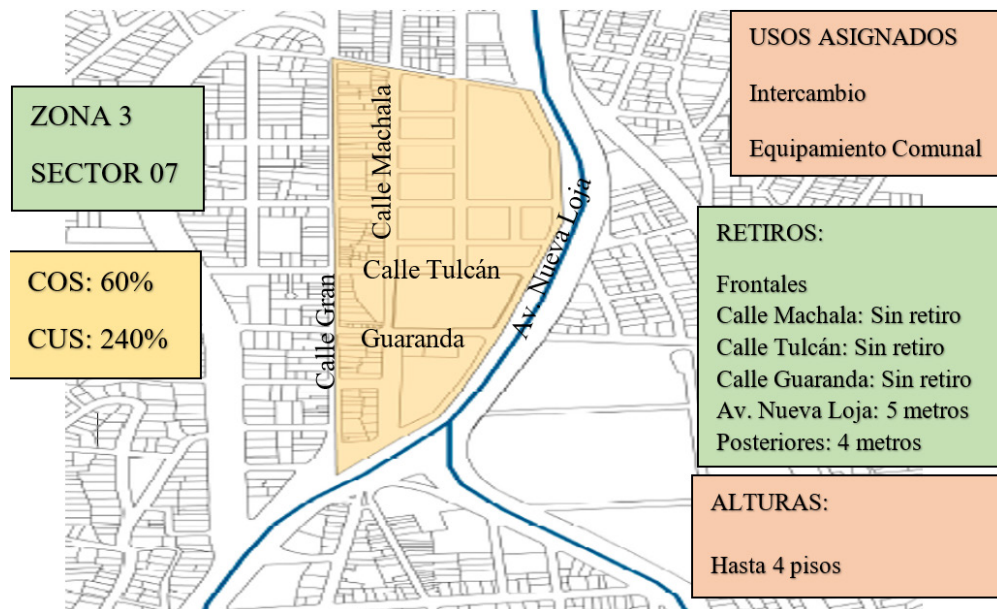 ZONA 3
SECTOR 07
COS: 60%
CUS: 240%
Calle Machala
Calle Tulcán
Calle Gran
Guaranda
Av. Nueva Loja
USOS ASIGNADOS
Intercambio
Equipamiento Comunal
RETIROS:
Frontales
Calle Machala: Sin retiro
Calle Tulcán: Sin retiro
Calle Guaranda: Sin retiro
Av. Nueva Loja: 5 metros
Posteriores: 4 metros
ALTURAS:
Hasta 4 pisos